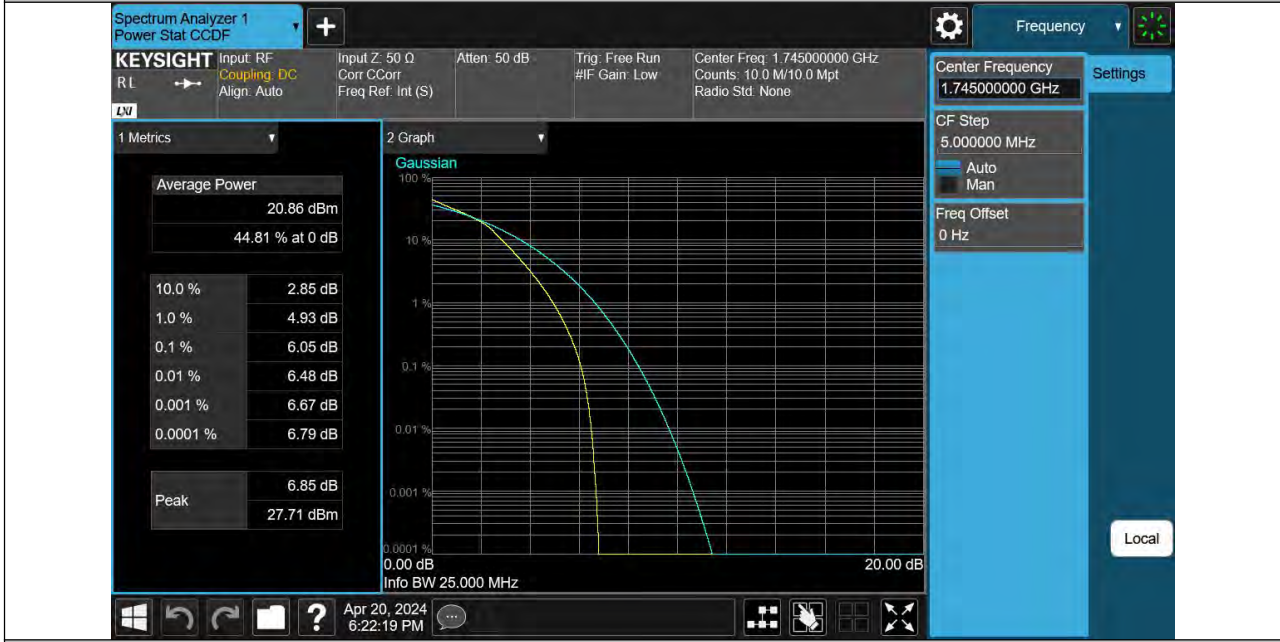 Spectrum Analyzer 1
Power Stat CCDF
Frequency
KEYSIGHT
RL
LXI
Input: RF
Coupling: DC
Align: Auto
Input Z: 50 Ω
Corr CCorr
Freq Ref: Int (S)
Atten: 50 dB
Trig: Free Run
#IF Gain: Low
Center Freq: 1.745000000 GHz
Counts: 10.0 M/10.0 Mpt
Radio Std: None
Center Frequency
1.745000000 GHz
Settings
CF Step
5.000000 MHz
Auto
Man
Freq Offset
0 Hz
1 Metrics
Average Power
20.86 dBm
44.81 % at 0 dB
10.0 % 2.85 dB
1.0 % 4.93 dB
0.1 % 6.05 dB
0.01 % 6.48 dB
0.001 % 6.67 dB
0.0001 % 6.79 dB
Peak
6.85 dB
27.71 dBm
2 Graph
Gaussian
100 %
10 %
1 %
0.1 %
0.01 %
0.001 %
0.0001 %
0.00 dB 20.00 dB
Info BW 25.000 MHz
Local
Apr 20, 2024
6:22:19 PM